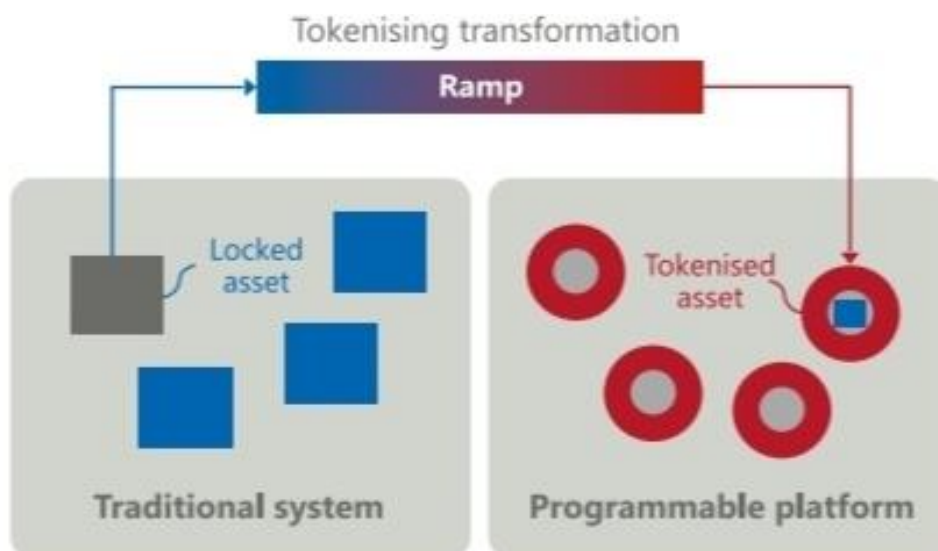 Tokenising transformation
Ramp
Locked
asset
Tokenised
asset
Traditional system
Programmable platform